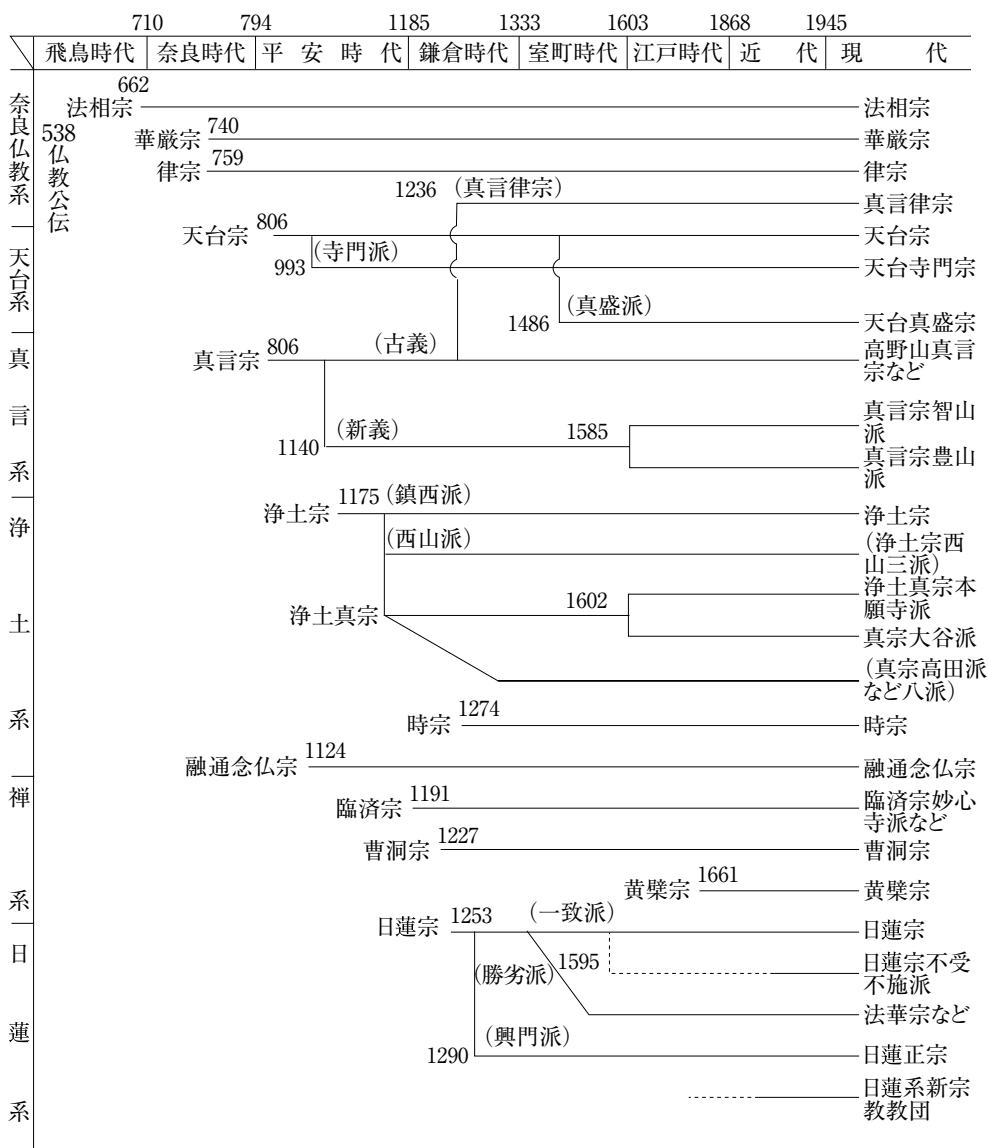 710 794 1185 1333 1603 1868 1945
飛鳥時代 奈良時代 平安時代 鎌倉時代 室町時代 江戸時代 近代 現代
奈良仏教系
538
仏教公伝
662
法相宗 法相宗
華厳宗 740 華厳宗
律宗 759 律宗
1236 (真言律宗)
真言律宗
天台系
天台宗 806 天台宗
(寺門派)
993 天台寺門宗
(真盛派)
1486 天台真盛宗
真言系
真言宗 806 (古義) 高野山真言
宗など
(新義)
1140 1585
真言宗智山
派
真言宗豊山
派
浄土系
浄土宗 1175 (鎮西派) 浄土宗
(西山派) (浄土宗西
山三派)
浄土真宗 1602
浄土真宗本
願寺派
真宗大谷派
(真宗高田派
など八派)
時宗 1274 時宗
融通念仏宗 1124 融通念仏宗
禅系
臨済宗 1191 臨済宗妙心
寺派など
曹洞宗 1227 曹洞宗
黄檗宗 1661 黄檗宗
日蓮系
日蓮宗 1253 (一致派) 日蓮宗
(勝劣派) 1595 日蓮宗不受
不施派
法華宗など
(興門派)
1290 日蓮正宗
日蓮系新宗
教教団